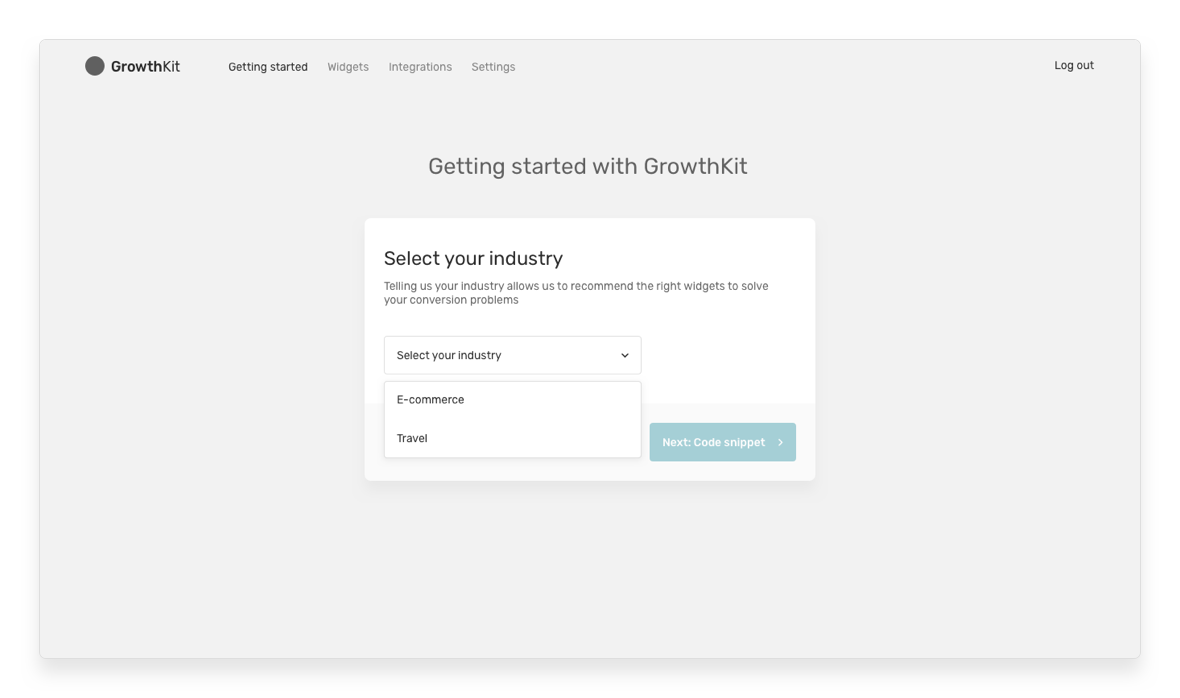 GrowthKit
Getting started Widgets Integrations Settings
Log out
Getting started with GrowthKit
Select your industry
Telling us your industry allows us to recommend the right widgets to solve
your conversion problems
Select your industry
E-commerce
Travel
Next: Code snippet